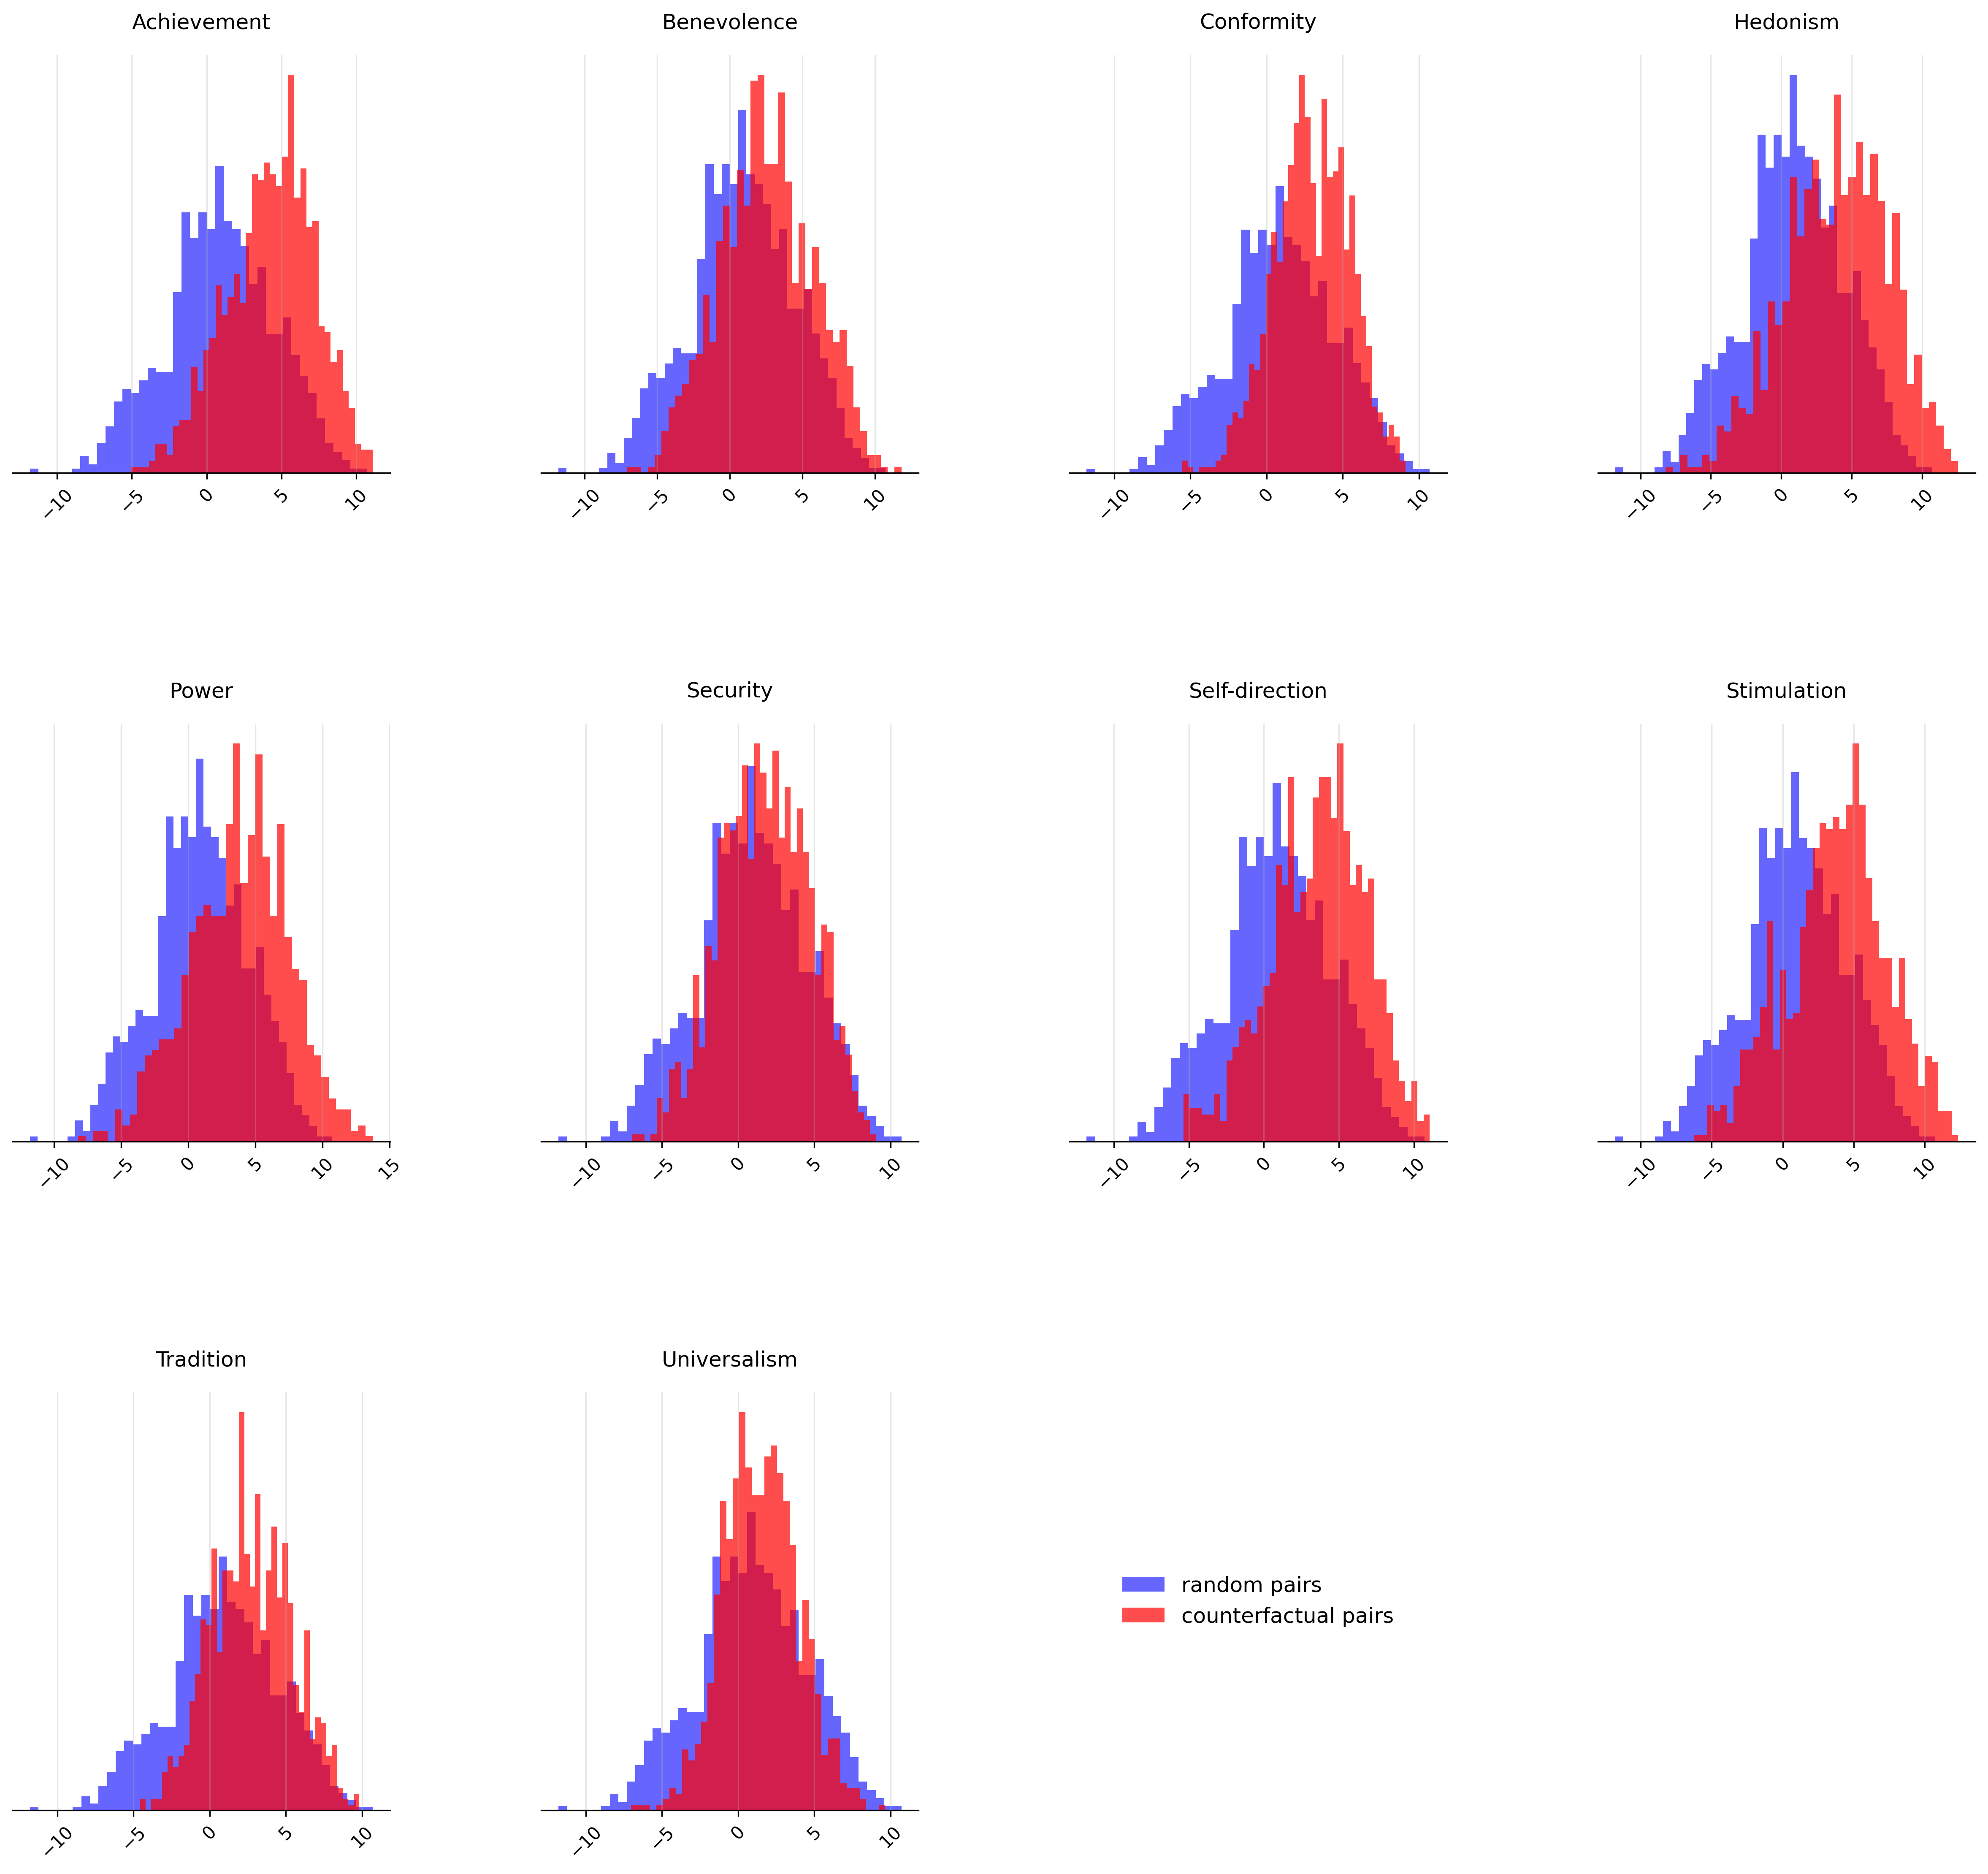 Achievement
Benevolence
Conformity
Hedonism
−10 −5 0 5 10
−10 −5 0 5 10
−10 −5 0 5 10
−10 −5 0 5 10
Power
Security
Self-direction
Stimulation
−10 −5 0 5 10 15
−10 −5 0 5 10
−10 −5 0 5 10
−10 −5 0 5 10
Tradition
Universalism
random pairs
counterfactual pairs
−10 −5 0 5 10
−10 −5 0 5 10